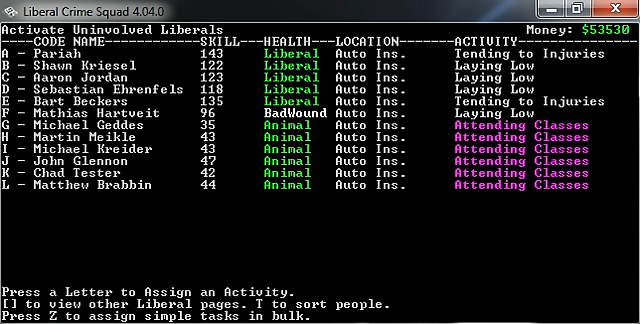 Liberal Crime Squad 4.04.0
Activate Uninvolved Liberals Money: $53530
----CODE NAME------------SKILL---HEALTH---LOCATION-------ACTIVITY--------------
A - Pariah 143 Liberal Auto Ins. Tending to Injuries
B - Shawn Kriesel 122 Liberal Auto Ins. Laying Low
C - Aaron Jordan 123 Liberal Auto Ins. Laying Low
D - Sebastian Ehrenfels 118 Liberal Auto Ins. Laying Low
E - Bart Beckers 135 Liberal Auto Ins. Tending to Injuries
F - Mathias Hartveit 96 BadWound Auto Ins. Laying Low
G - Michael Geddes 35 Animal Auto Ins. Attending Classes
H - Martin Meikle 43 Animal Auto Ins. Attending Classes
I - Michael Kreider 43 Animal Auto Ins. Attending Classes
J - John Glennon 47 Animal Auto Ins. Attending Classes
K - Chad Tester 42 Animal Auto Ins. Attending Classes
L - Matthew Brabbin 44 Animal Auto Ins. Attending Classes
Press a Letter to Assign an Activity.
[] to view other Liberal pages. T to sort people.
Press Z to assign simple tasks in bulk.